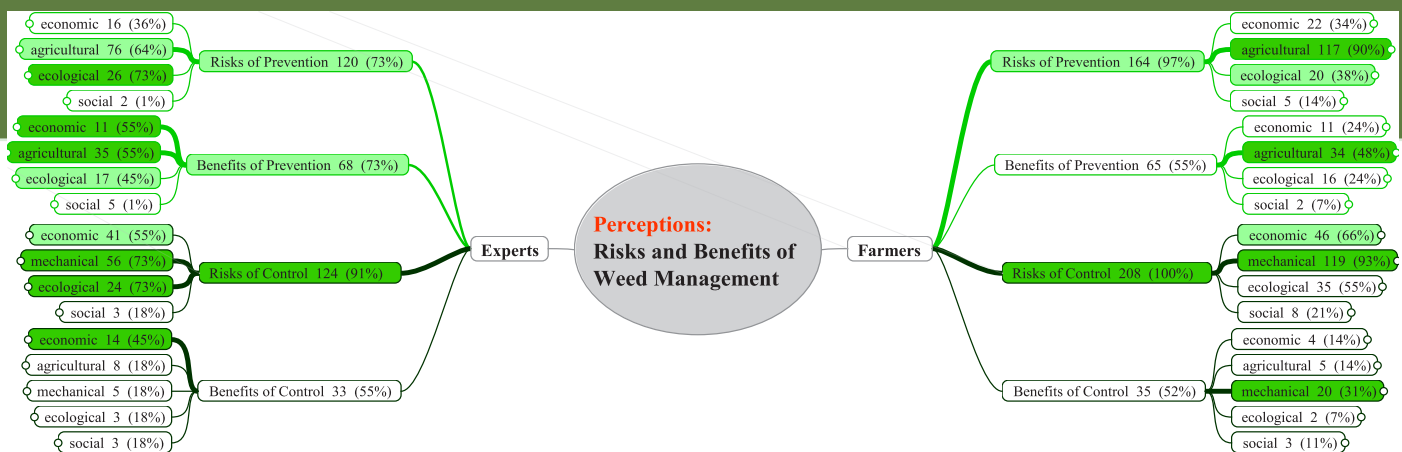 economic 16 (36%)
agricultural 76 (64%)
ecological 26 (73%)
social 2 (1%)
Risks of Prevention 120 (73%)
economic 11 (55%)
agricultural 35 (55%)
ecological 17 (45%)
social 5 (1%)
Benefits of Prevention 68 (73%)
economic 41 (55%)
mechanical 56 (73%)
ecological 24 (73%)
social 3 (18%)
Risks of Control 124 (91%)
economic 14 (45%)
agricultural 8 (18%)
mechanical 5 (18%)
ecological 3 (18%)
social 3 (18%)
Benefits of Control 33 (55%)
Experts
Perceptions:
Risks and Benefits of
Weed Management
Farmers
Risks of Prevention 164 (97%)
economic 22 (34%)
agricultural 117 (90%)
ecological 20 (38%)
social 5 (14%)
Benefits of Prevention 65 (55%)
economic 11 (24%)
agricultural 34 (48%)
ecological 16 (24%)
social 2 (7%)
Risks of Control 208 (100%)
economic 46 (66%)
mechanical 119 (93%)
ecological 35 (55%)
social 8 (21%)
Benefits of Control 35 (52%)
economic 4 (14%)
agricultural 5 (14%)
mechanical 20 (31%)
ecological 2 (7%)
social 3 (11%)